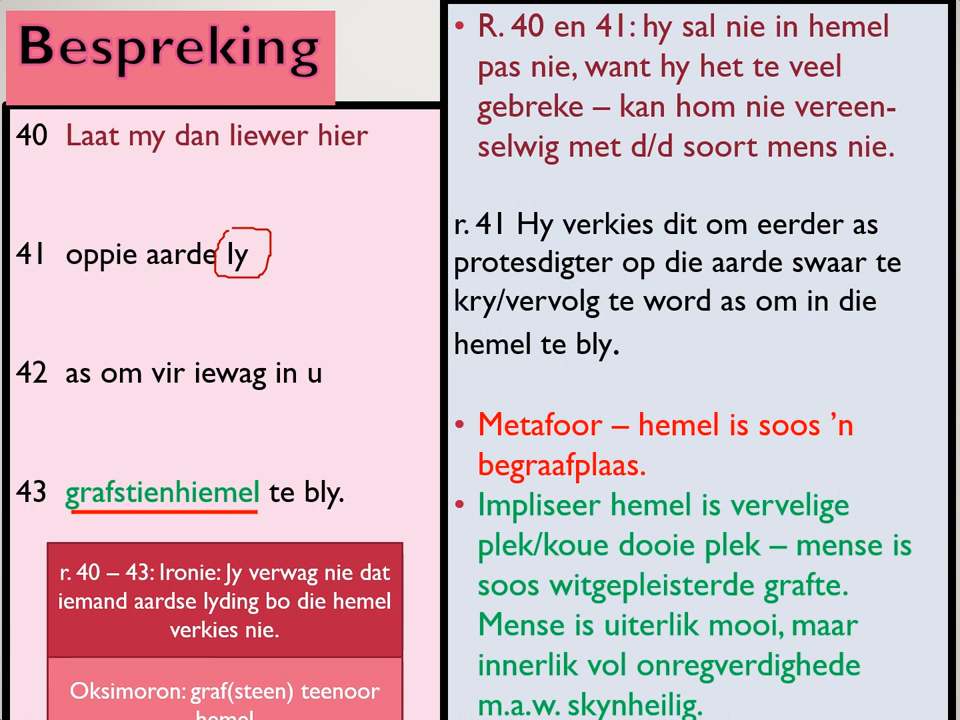 Bespreking
40 Laat my dan liewer hier
41 oppie aarde ly
42 as om vir iewag in u
43 grafstienhiemel te bly.
r. 40 – 43: Ironie: Jy verwag nie dat
iemand aardse lyding bo die hemel
verkies nie.
Oksimoron: graf(steen) teenoor
hemel
• R. 40 en 41: hy sal nie in hemel
pas nie, want hy het te veel
gebreke – kan hom nie vereen-
selwig met d/d soort mens nie.
r. 41 Hy verkies dit om eerder as
protesdigter op die aarde swaar te
kry/vervolg te word as om in die
hemel te bly.
• Metafoor – hemel is soos ’n
begraafplaas.
• Impliseer hemel is vervelige
plek/koue dooie plek – mense is
soos witgepleisterde grafte.
Mense is uiterlik mooi, maar
innerlik vol onregverdighede
m.a.w. skynheilig.